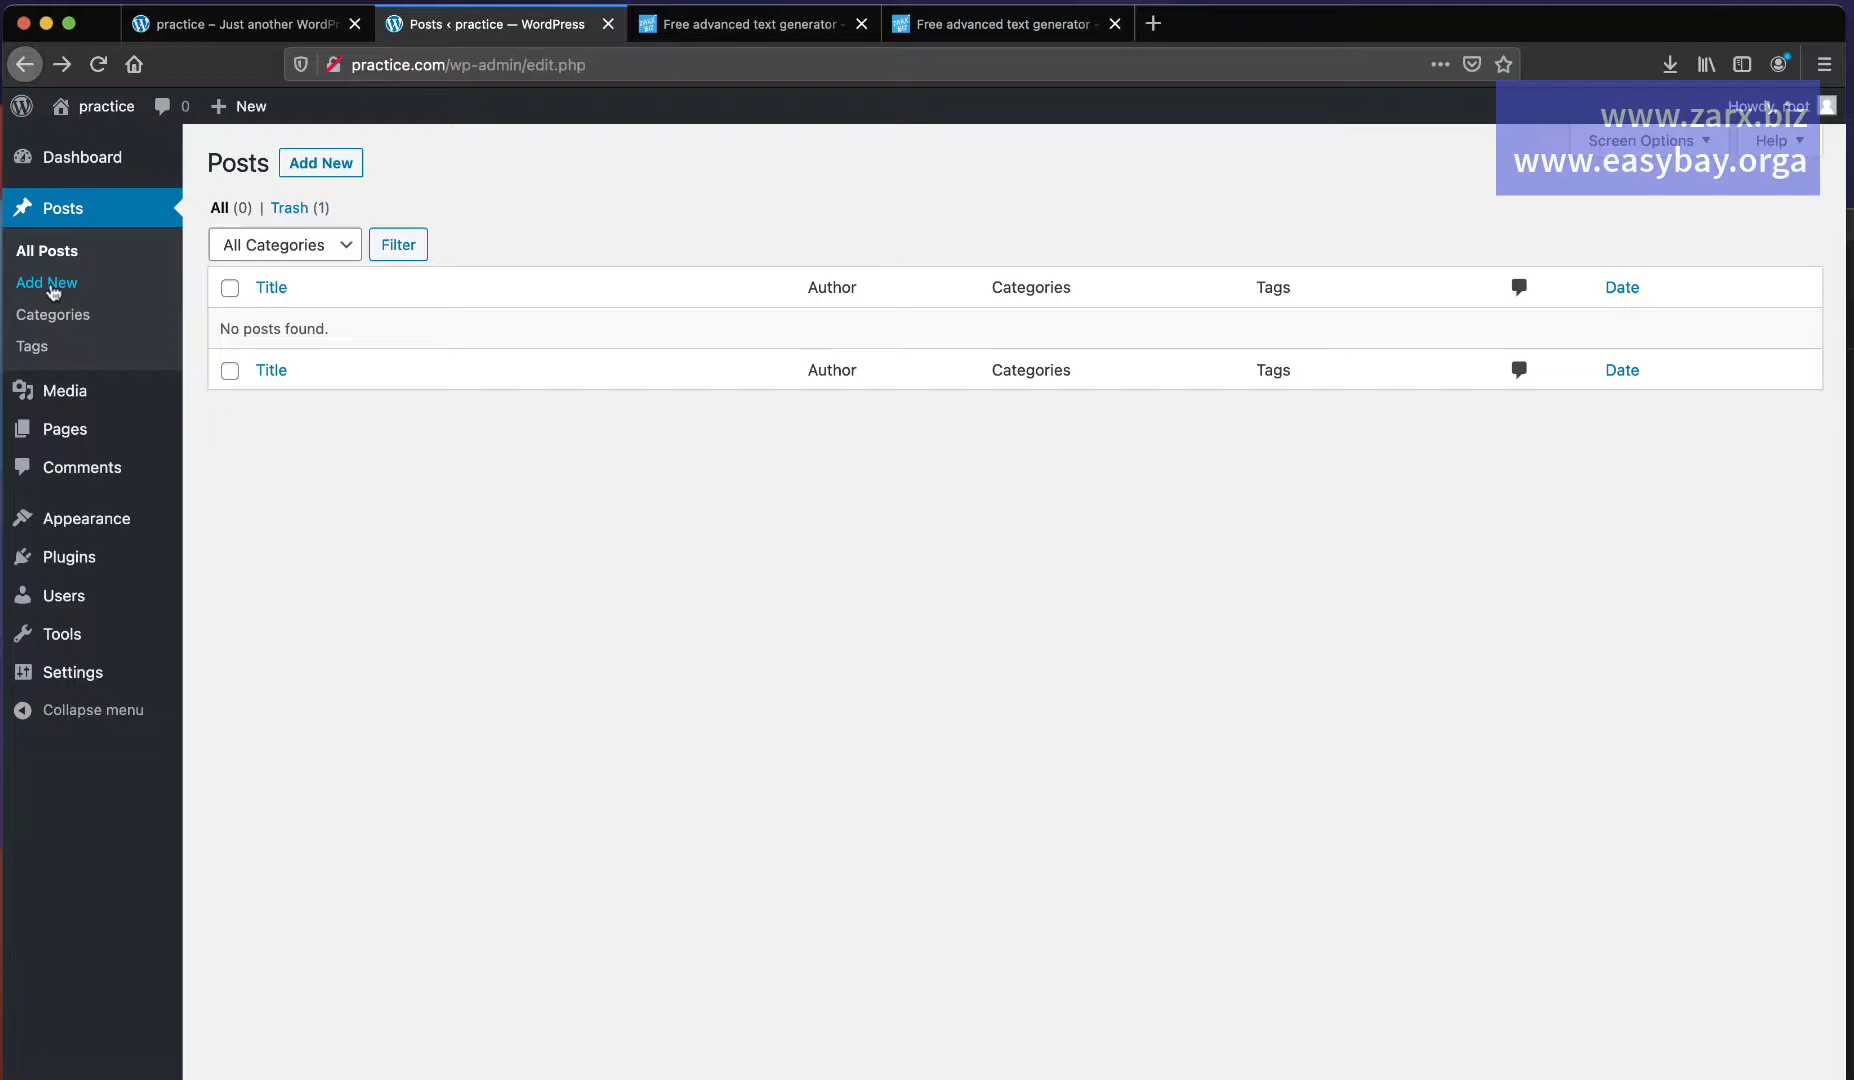 practice – Just another WordPr
Posts ‹ practice — WordPress
Free advanced text generator -
Free advanced text generator -
practice.com/wp-admin/edit.php
practice 0 New
Howdy, root
www.zarx.biz
Screen Options Help
www.easybay.orga
Dashboard
Posts
All Posts
Add New
Categories
Tags
Media
Pages
Comments
Appearance
Plugins
Users
Tools
Settings
Collapse menu
Posts Add New
All (0) | Trash (1)
All Categories Filter
Title Author Categories Tags Date
No posts found.
Title Author Categories Tags Date